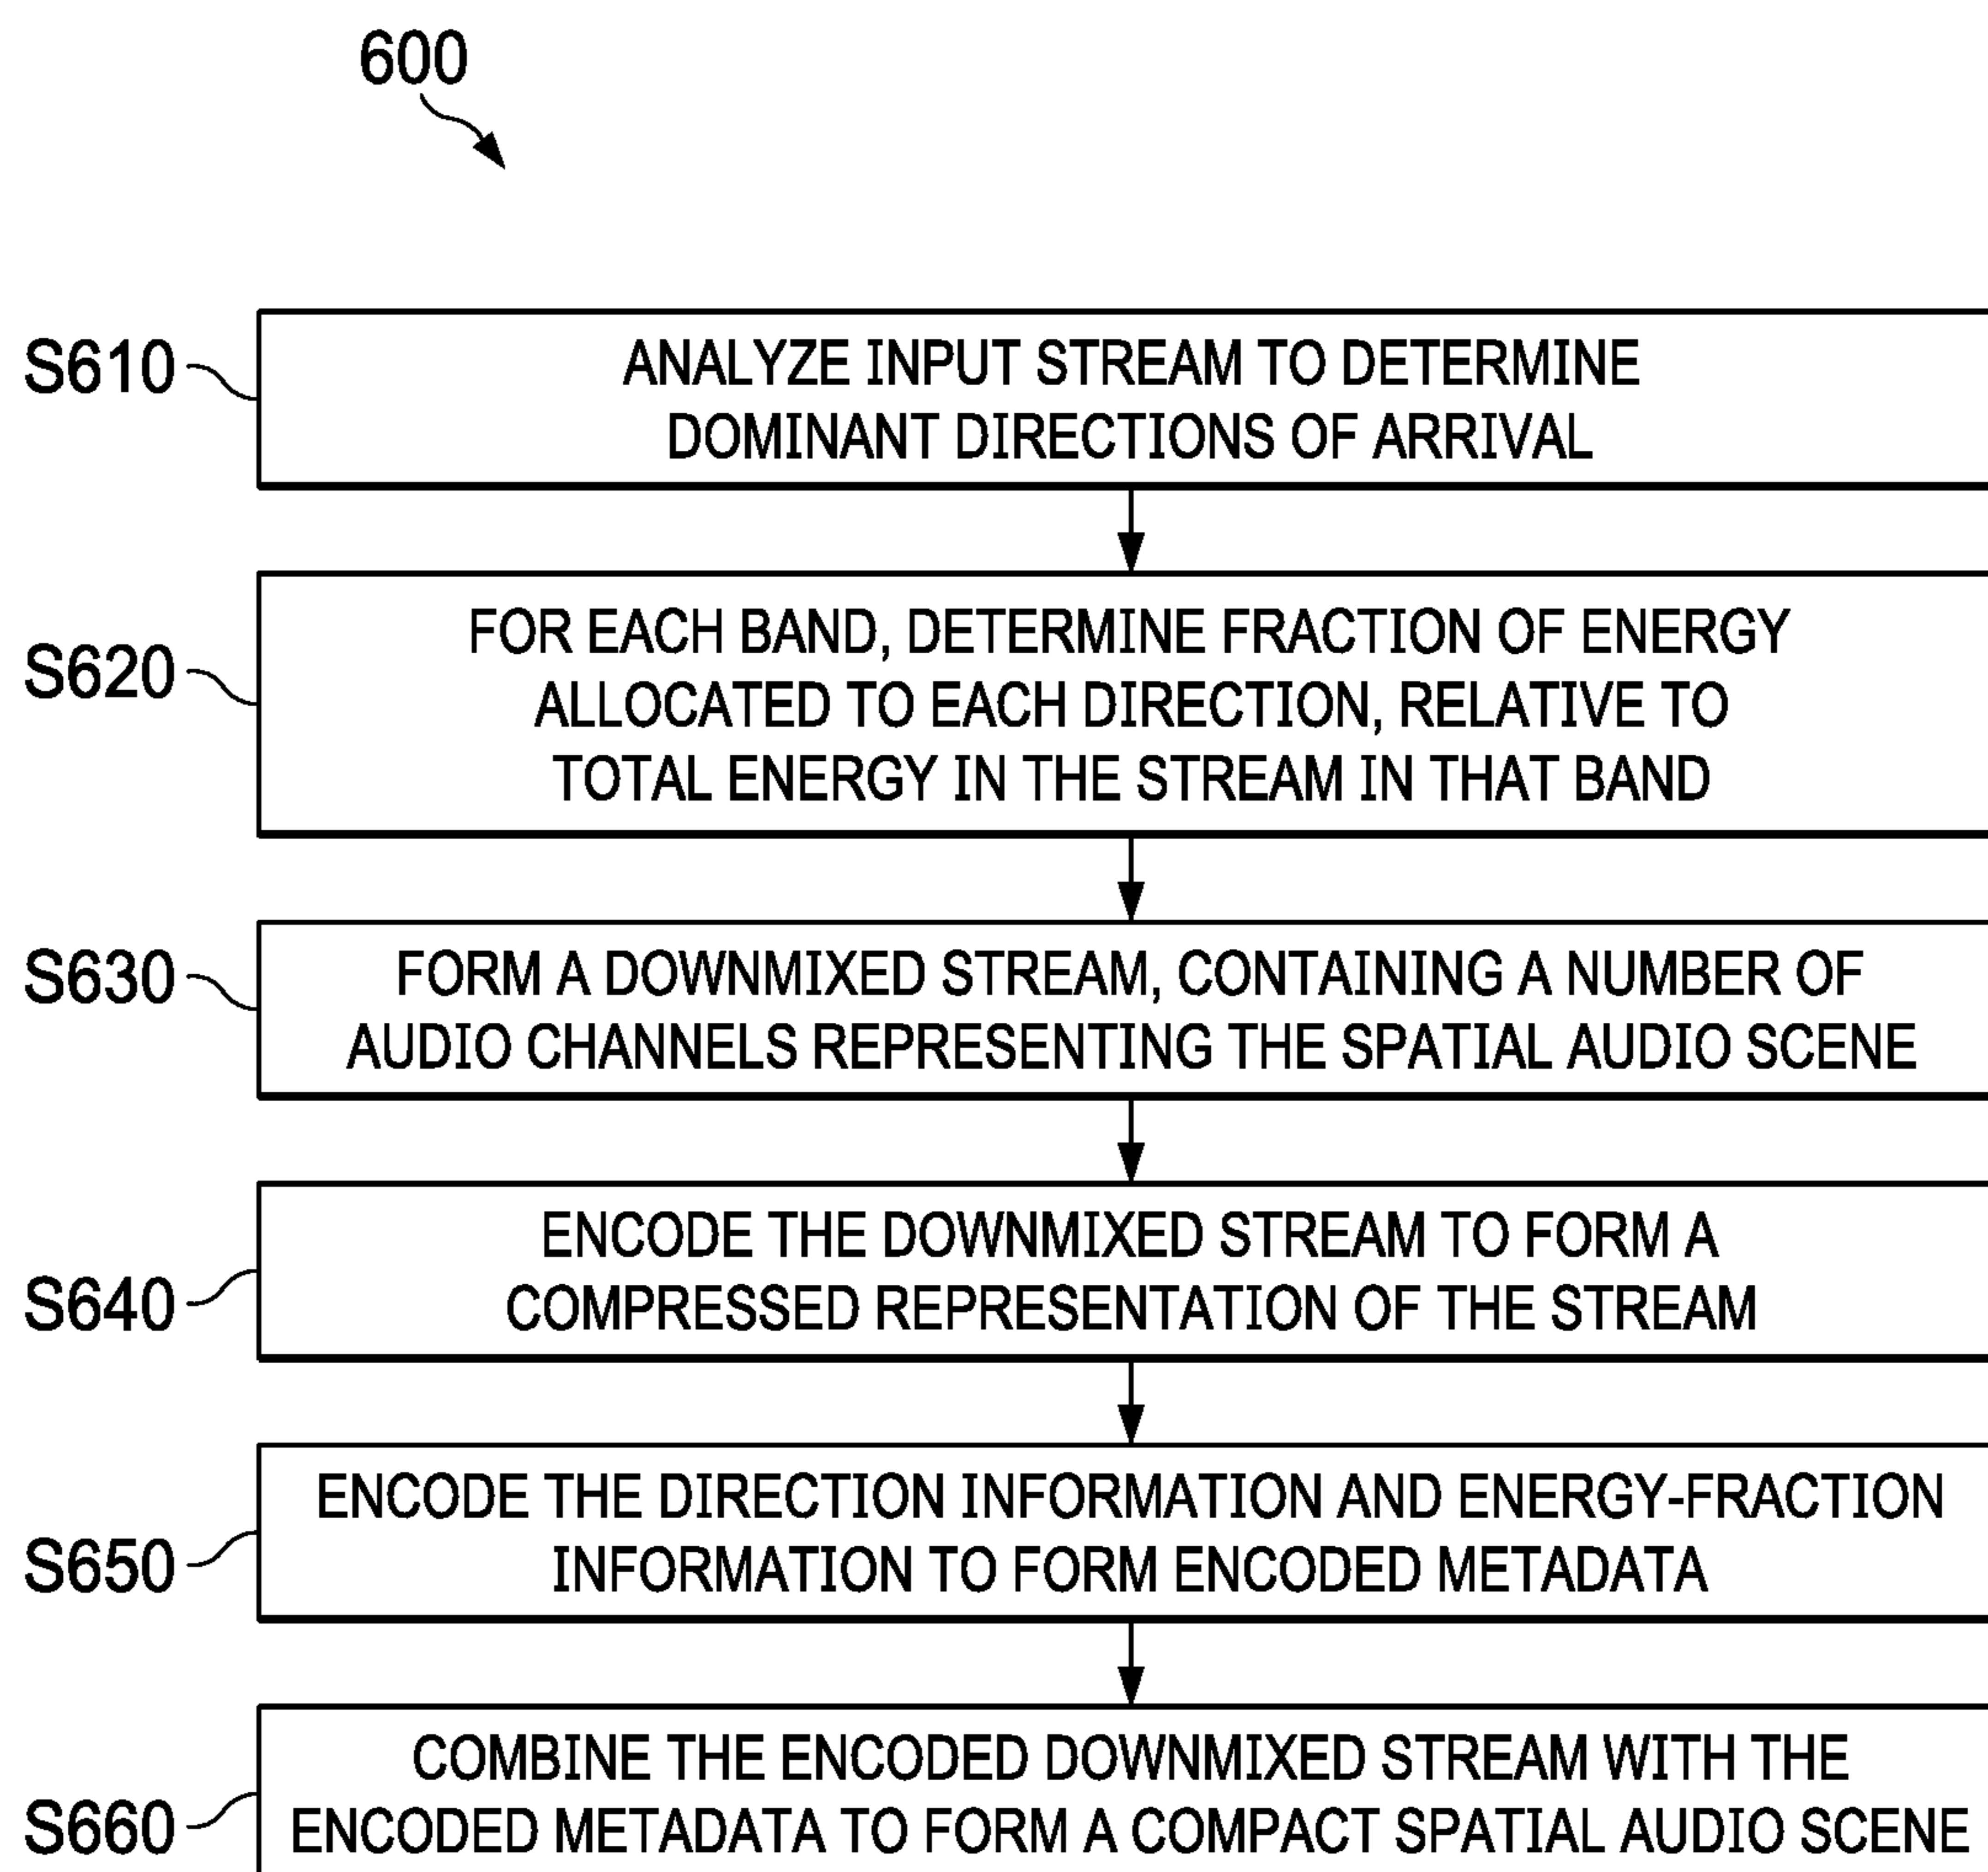 600
S610
ANALYZE INPUT STREAM TO DETERMINE
DOMINANT DIRECTIONS OF ARRIVAL
S620
FOR EACH BAND, DETERMINE FRACTION OF ENERGY
ALLOCATED TO EACH DIRECTION, RELATIVE TO
TOTAL ENERGY IN THE STREAM IN THAT BAND
S630
FORM A DOWNMIXED STREAM, CONTAINING A NUMBER OF
AUDIO CHANNELS REPRESENTING THE SPATIAL AUDIO SCENE
S640
ENCODE THE DOWNMIXED STREAM TO FORM A
COMPRESSED REPRESENTATION OF THE STREAM
S650
ENCODE THE DIRECTION INFORMATION AND ENERGY-FRACTION
INFORMATION TO FORM ENCODED METADATA
S660
COMBINE THE ENCODED DOWNMIXED STREAM WITH THE
ENCODED METADATA TO FORM A COMPACT SPATIAL AUDIO SCENE